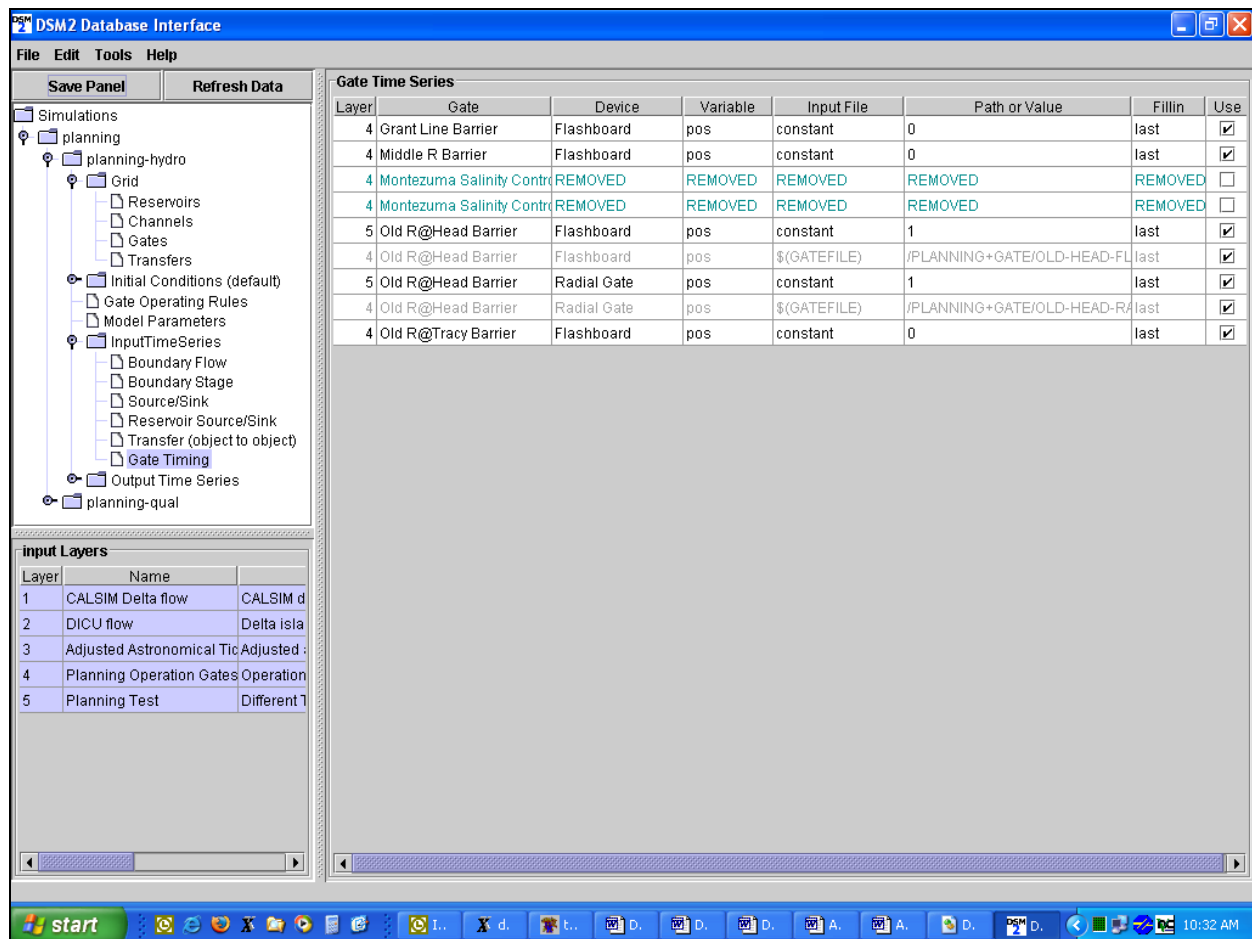 DSM2 DSM2 Database Interface
File Edit Tools Help
Save Panel Refresh Data
Simulations
planning
planning-hydro
Grid
Reservoirs
Channels
Gates
Transfers
Initial Conditions (default)
Gate Operating Rules
Model Parameters
InputTimeSeries
Boundary Flow
Boundary Stage
Source/Sink
Reservoir Source/Sink
Transfer (object to object)
Gate Timing
Output Time Series
planning-qual
input Layers
Layer Name
1 CALSIM Delta flow CALSIM d
2 DICU flow Delta isla
3 Adjusted Astronomical Tid Adjusted
4 Planning Operation Gates Operation
5 Planning Test Different T
Gate Time Series
Layer Gate Device Variable Input File Path or Value Fillin Use
4 Grant Line Barrier Flashboard pos constant 0 last
4 Middle R Barrier Flashboard pos constant 0 last
4 Montezuma Salinity Contro REMOVED REMOVED REMOVED REMOVED REMOVED
4 Montezuma Salinity Contro REMOVED REMOVED REMOVED REMOVED REMOVED
5 Old R@Head Barrier Flashboard pos constant 1 last
4 Old R@Head Barrier Flashboard pos $(GATEFILE) /PLANNING+GATE/OLD-HEAD-FL last
5 Old R@Head Barrier Radial Gate pos constant 1 last
4 Old R@Head Barrier Radial Gate pos $(GATEFILE) /PLANNING+GATE/OLD-HEAD-RA last
4 Old R@Tracy Barrier Flashboard pos constant 0 last
start I... d. t.. D. D. D. A. A. D. DSM2 D. 10:32 AM